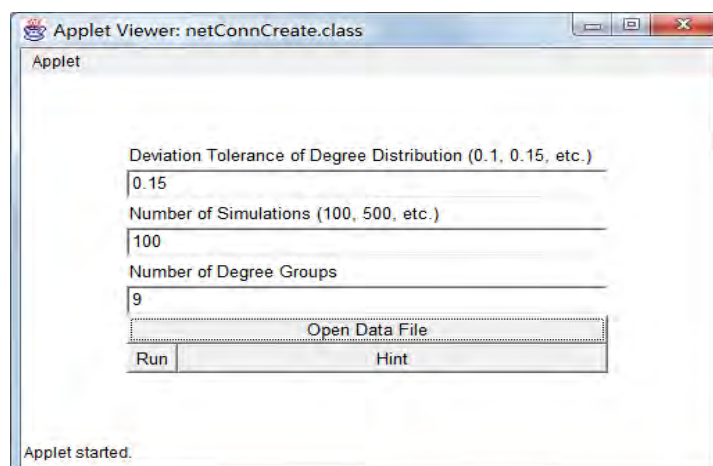 Applet Viewer: netConnCreate.class
Applet
Deviation Tolerance of Degree Distribution (0.1, 0.15, etc.)
0.15
Number of Simulations (100, 500, etc.)
100
Number of Degree Groups
9
Open Data File
Run Hint
Applet started.